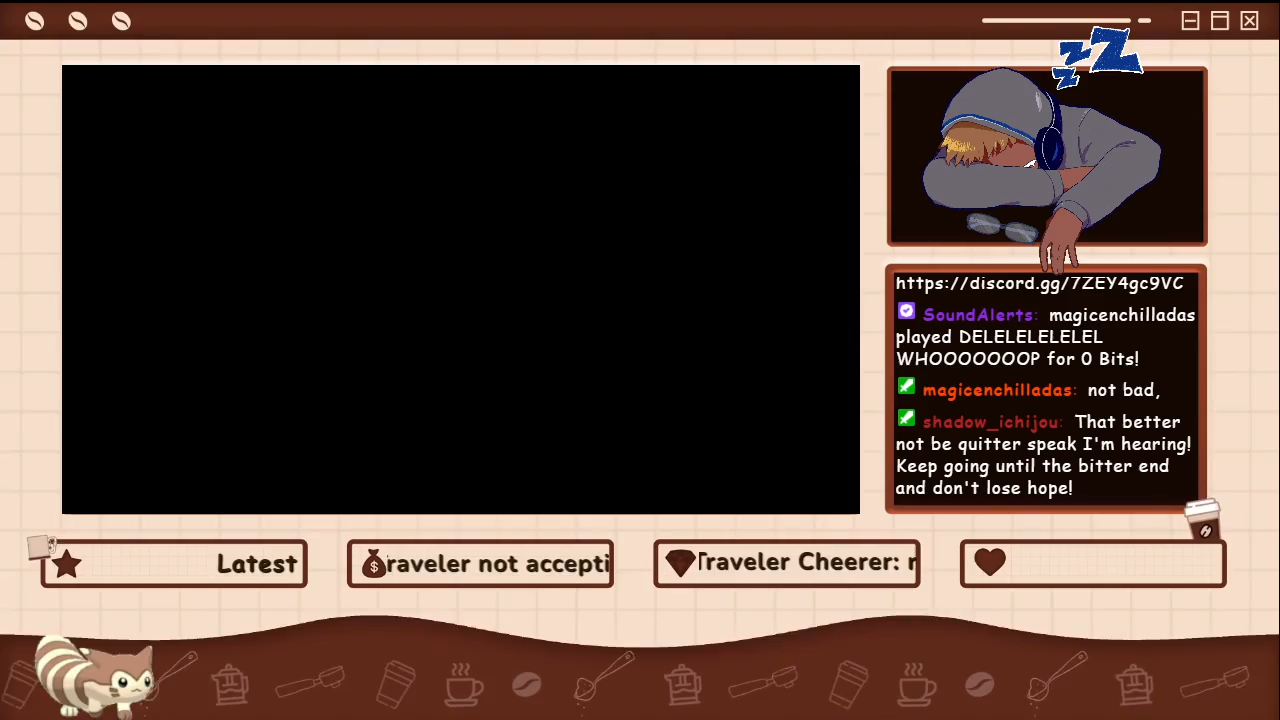 zzZ
https://discord.gg/7ZEY4gc9VC
SoundAlerts: magicenchilladas
played DELELELELELEL
WHOOOOOOOP for 0 Bits!
magicenchilladas: not bad,
shadow_ichijou: That better
not be quitter speak I'm hearing!
Keep going until the bitter end
and don't lose hope!
Latest
raveler not accepti
Traveler Cheerer: r